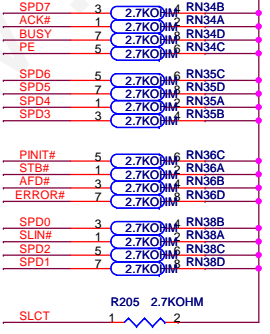 SPD7 3 2.7KOHM 4 RN34B
ACK# 1 2.7KOHM 2 RN34A
BUSY 7 2.7KOHM 8 RN34D
PE 5 2.7KOHM 6 RN34C
SPD6 5 2.7KOHM 6 RN35C
SPD5 7 2.7KOHM 8 RN35D
SPD4 1 2.7KOHM 2 RN35A
SPD3 3 2.7KOHM 4 RN35B
PINIT# 5 2.7KOHM 6 RN36C
STB# 1 2.7KOHM 2 RN36A
AFD# 3 2.7KOHM 4 RN36B
ERROR# 7 2.7KOHM 8 RN36D
SPD0 3 2.7KOHM 4 RN38B
SLIN# 1 2.7KOHM 2 RN38A
SPD2 5 2.7KOHM 6 RN38C
SPD1 7 2.7KOHM 8 RN38D
R205 2.7KOHM
SLCT 1 2